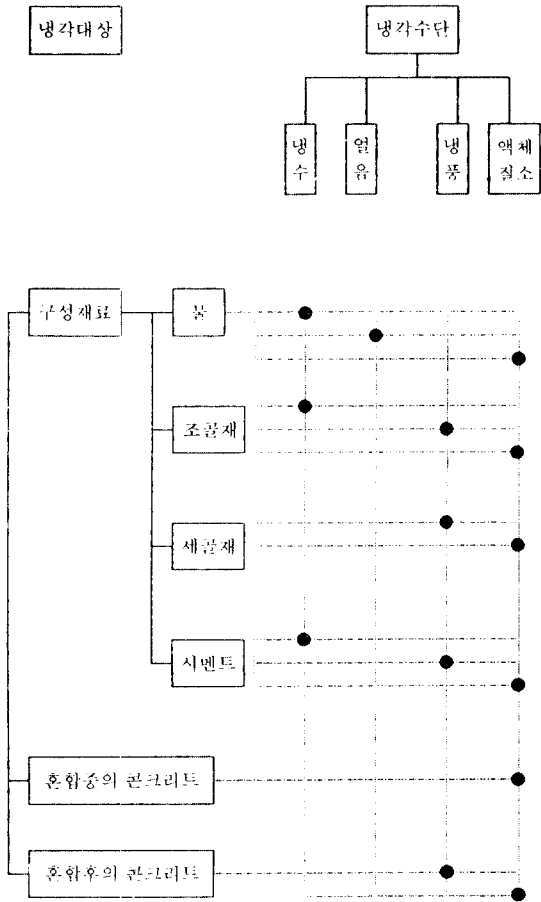 냉각대상
냉각수단
냉수
얼음
냉풍
액체
질소
구성재료
물
조골재
세골재
시멘트
혼합중의 콘크리트
혼합후의 콘크리트